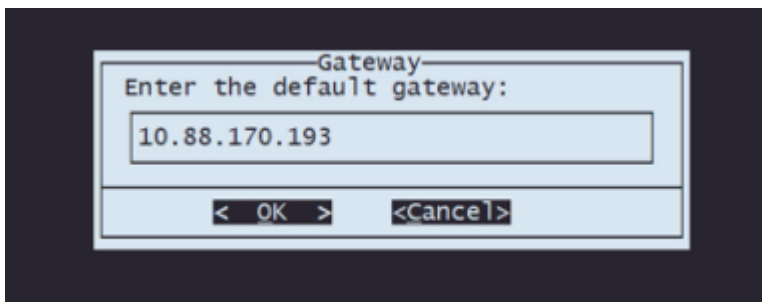 Gateway
Enter the default gateway:
10.88.170.193
< OK > <Cancel>